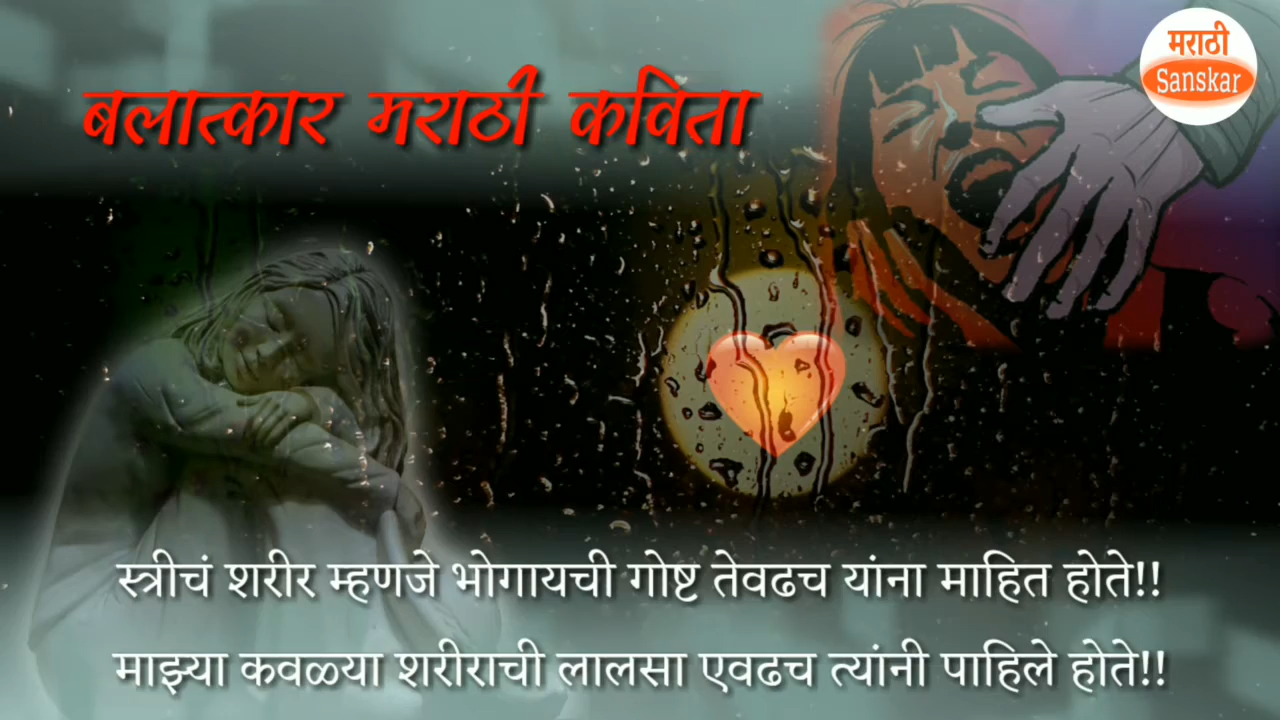 मराठी
Sanskar
बलात्कार मराठी कविता
स्त्रीचं शरीर म्हणजे भोगायची गोष्ट तेवढच यांना माहित होते!!
माझ्या कवळ्या शरीराची लालसा एवढच त्यांनी पाहिले होते!!